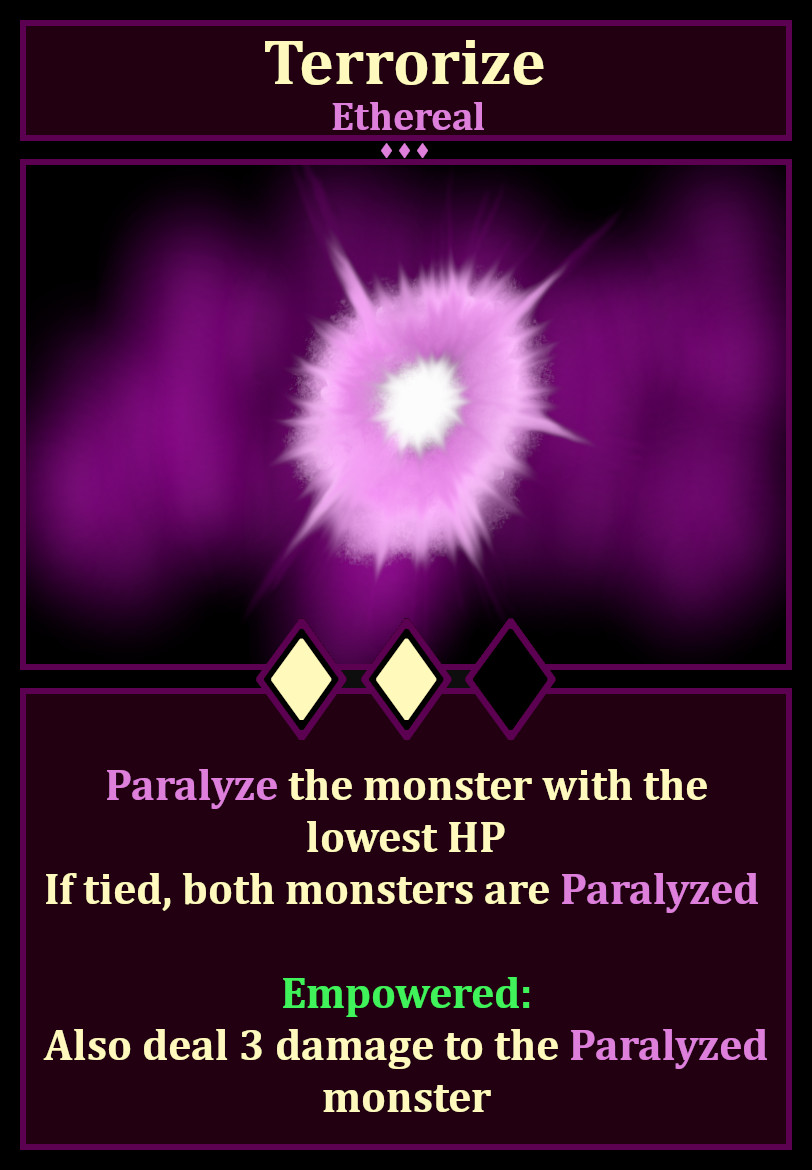 Terrorize
Ethereal
Paralyze the monster with the
lowest HP
If tied, both monsters are Paralyzed
Empowered:
Also deal 3 damage to the Paralyzed
monster